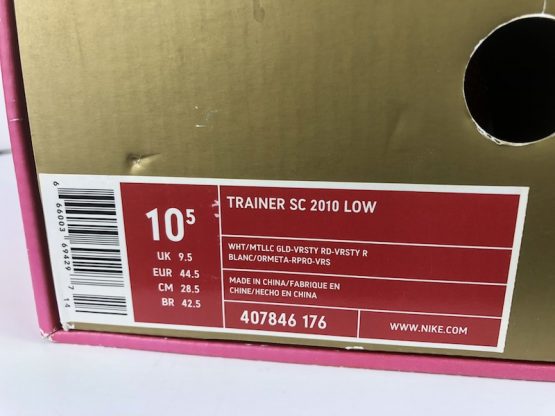 6 66003 69429 7 14
10⁵
UK 9.5
EUR 44.5
CM 28.5
BR 42.5
TRAINER SC 2010 LOW
WHT/MTLLC GLD-VRSTY RD-VRSTY R
BLANC/ORMETA-RPRO-VRS
MADE IN CHINA/FABRIQUE EN
CHINE/HECHO EN CHINA
407846 176
WWW.NIKE.COM